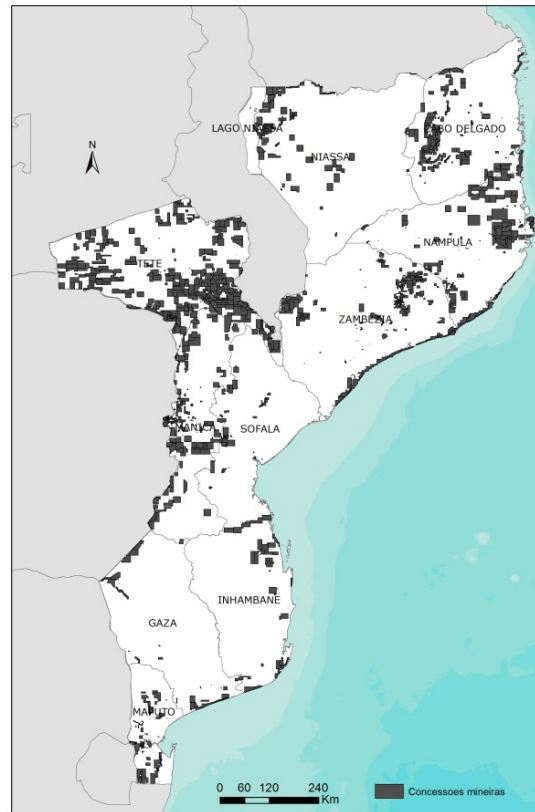 N
LAGO NIASSA
CABO DELGADO
NIASSA
NAMPULA
TETE
ZAMBEZIA
MANICA
SOFALA
INHAMBANE
GAZA
MAPUTO
0 60 120 240
Km
Concessoes mineiras